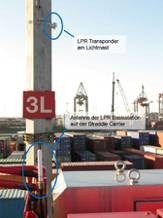 LPR Transponder
am Lichtmast
3L
Antenne der LPR Basisstation
auf der Straddle Carrier